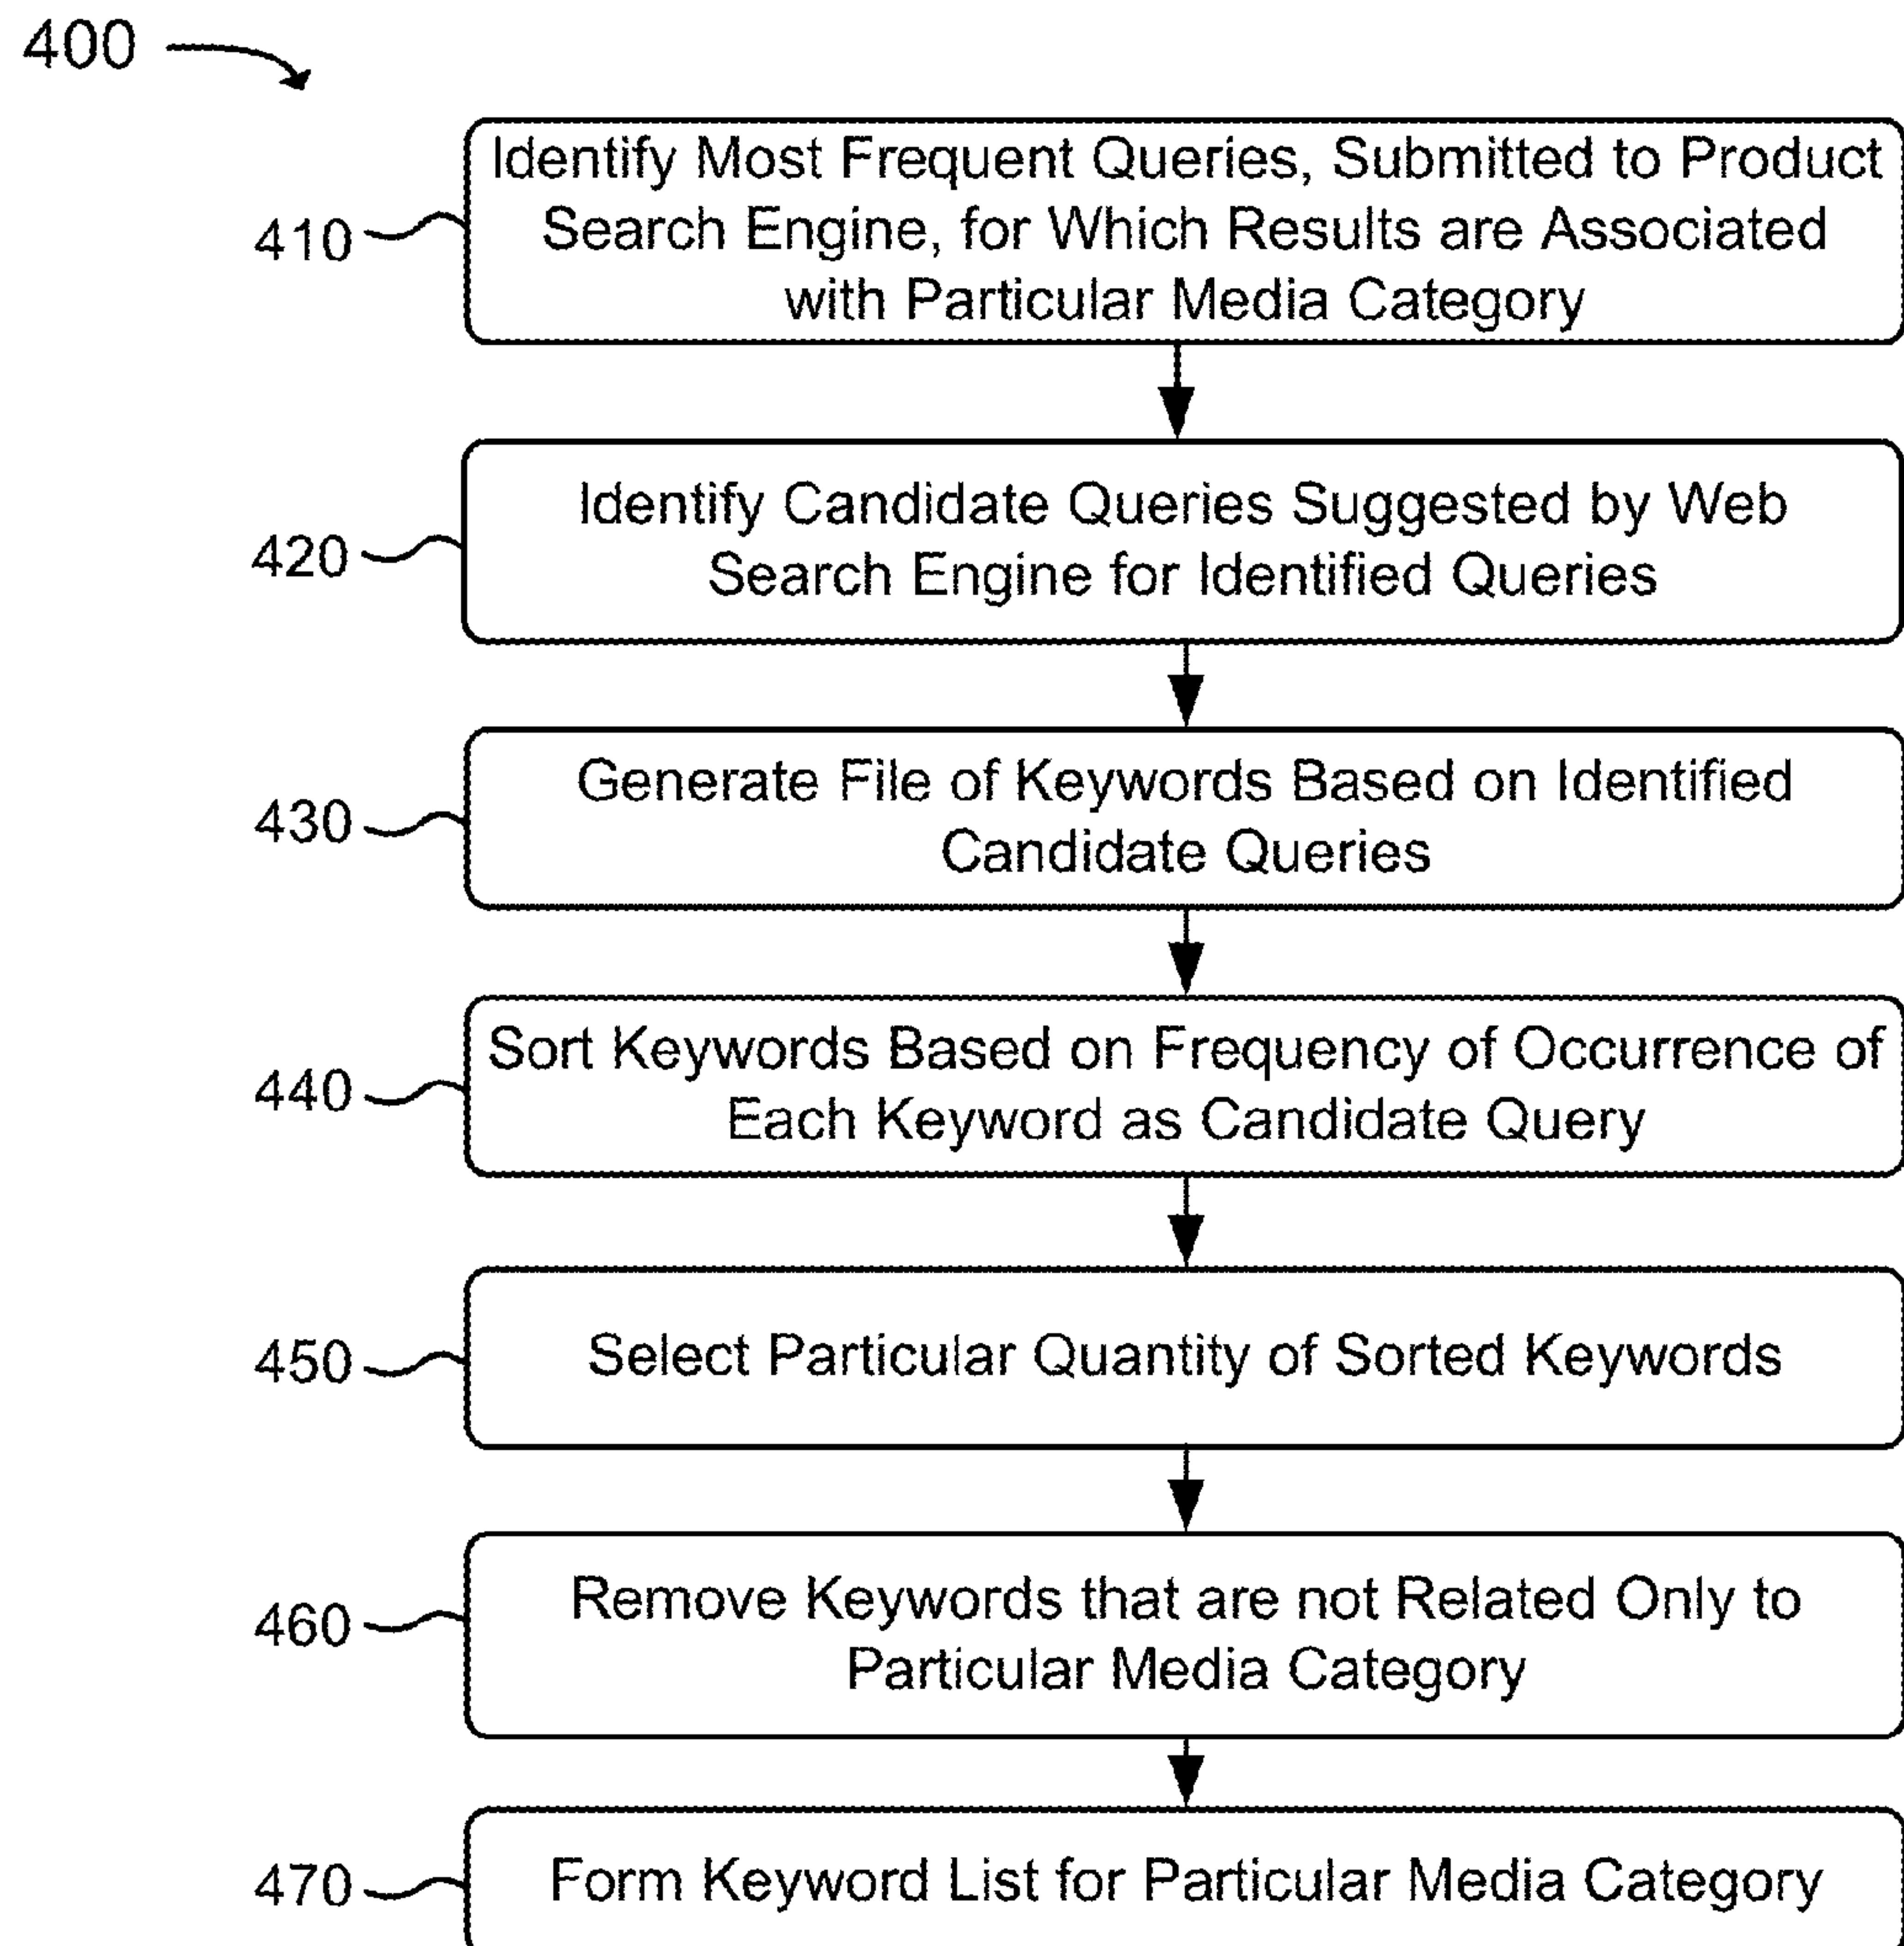 400
410
Identify Most Frequent Queries, Submitted to Product
Search Engine, for Which Results are Associated
with Particular Media Category
420
Identify Candidate Queries Suggested by Web
Search Engine for Identified Queries
430
Generate File of Keywords Based on Identified
Candidate Queries
440
Sort Keywords Based on Frequency of Occurrence of
Each Keyword as Candidate Query
450
Select Particular Quantity of Sorted Keywords
460
Remove Keywords that are not Related Only to
Particular Media Category
470
Form Keyword List for Particular Media Category